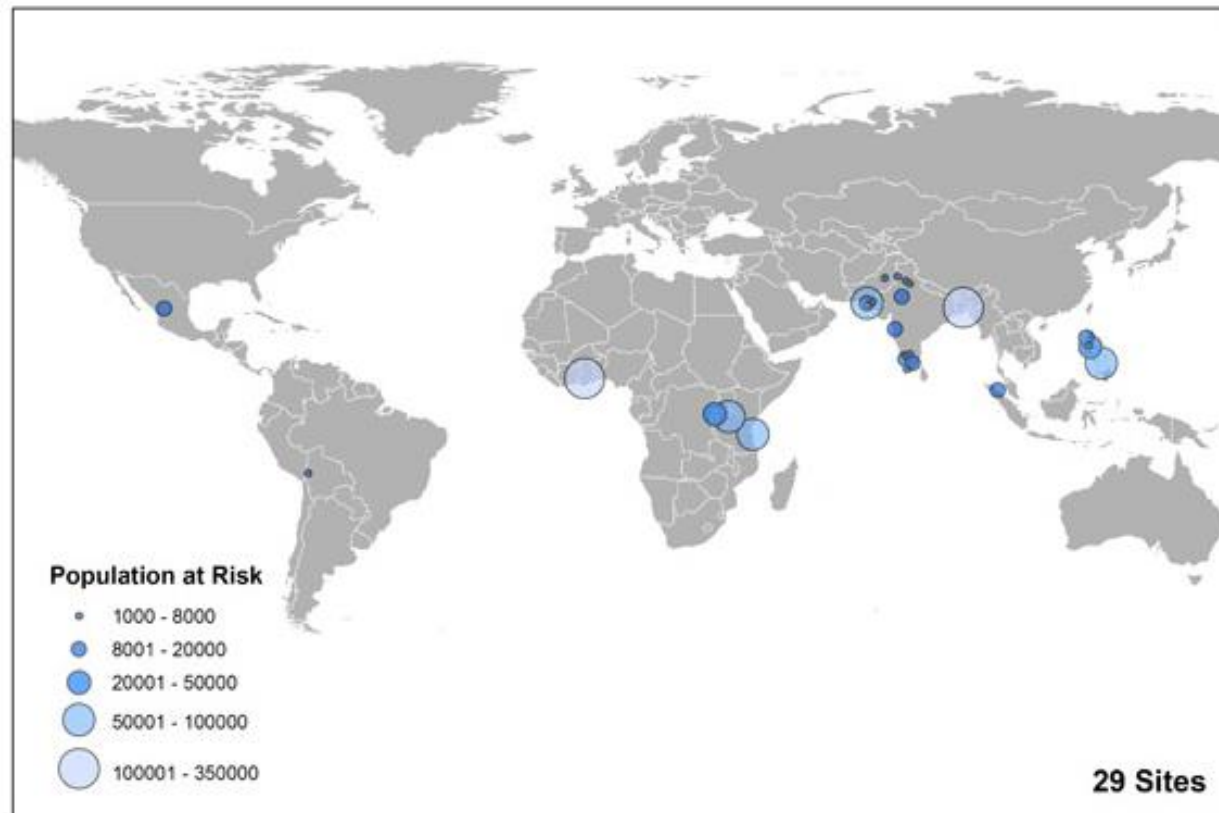 Population at Risk
1000 - 8000
8001 - 20000
20001 - 50000
50001 - 100000
100001 - 350000
29 Sites